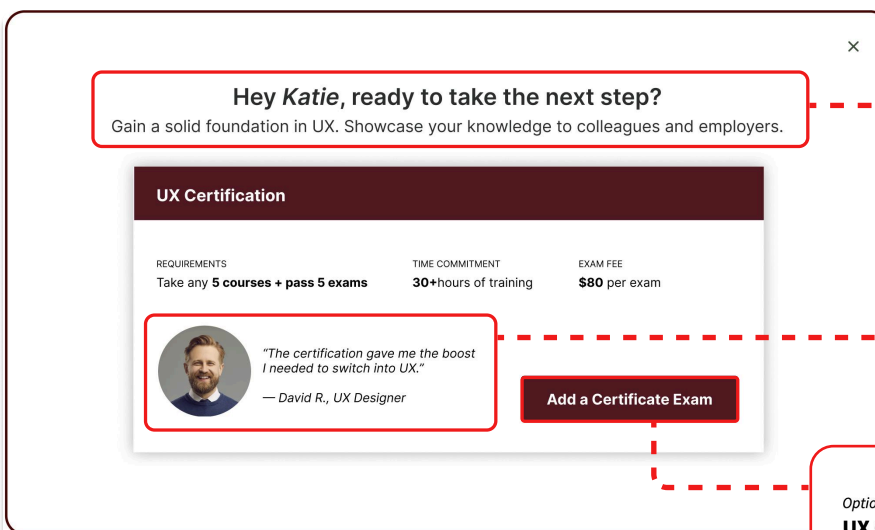 ×
Hey Katie, ready to take the next step?
Gain a solid foundation in UX. Showcase your knowledge to colleagues and employers.
UX Certification
REQUIREMENTS
Take any 5 courses + pass 5 exams
TIME COMMITMENT
30+hours of training
EXAM FEE
$80 per exam
"The certification gave me the boost
I needed to switch into UX."
— David R., UX Designer
Add a Certificate Exam
UX